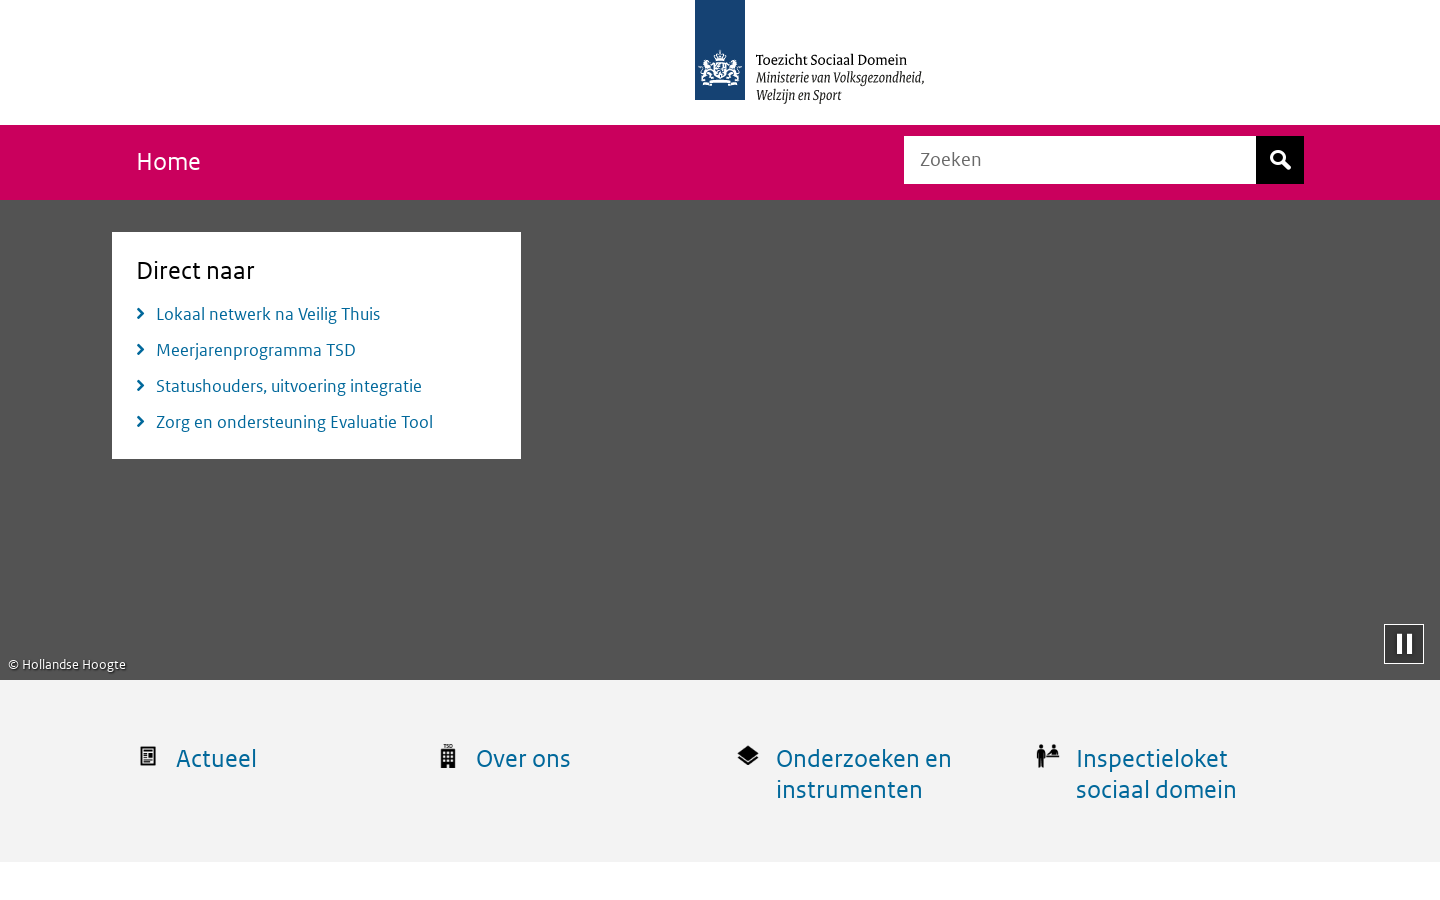 Toezicht Sociaal Domein
Ministerie van Volksgezondheid,
Welzijn en Sport
Home
Zoeken
Direct naar
Lokaal netwerk na Veilig Thuis
Meerjarenprogramma TSD
Statushouders, uitvoering integratie
Zorg en ondersteuning Evaluatie Tool
© Hollandse Hoogte
Actueel
TSD
Over ons
Onderzoeken en
instrumenten
Inspectieloket
sociaal domein